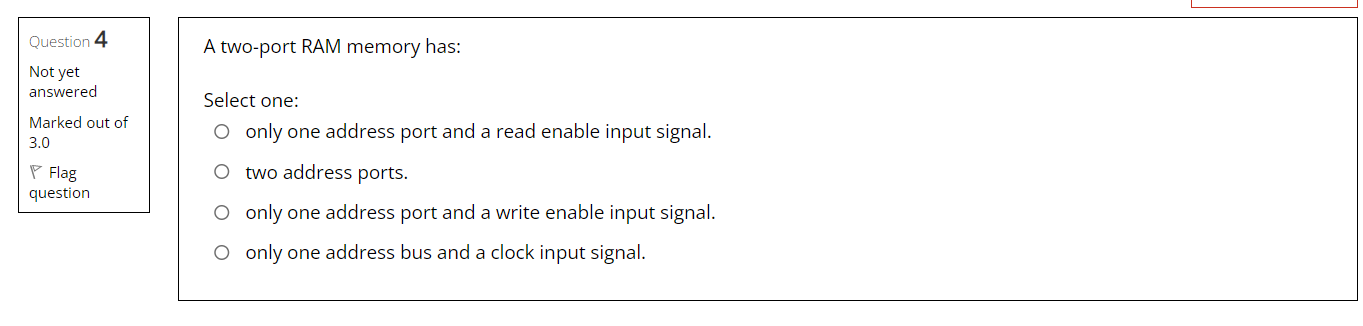 Question 4
Not yet
answered
Marked out of
3.0
Flag
question
A two-port RAM memory has:
Select one:
only one address port and a read enable input signal.
two address ports.
only one address port and a write enable input signal.
only one address bus and a clock input signal.